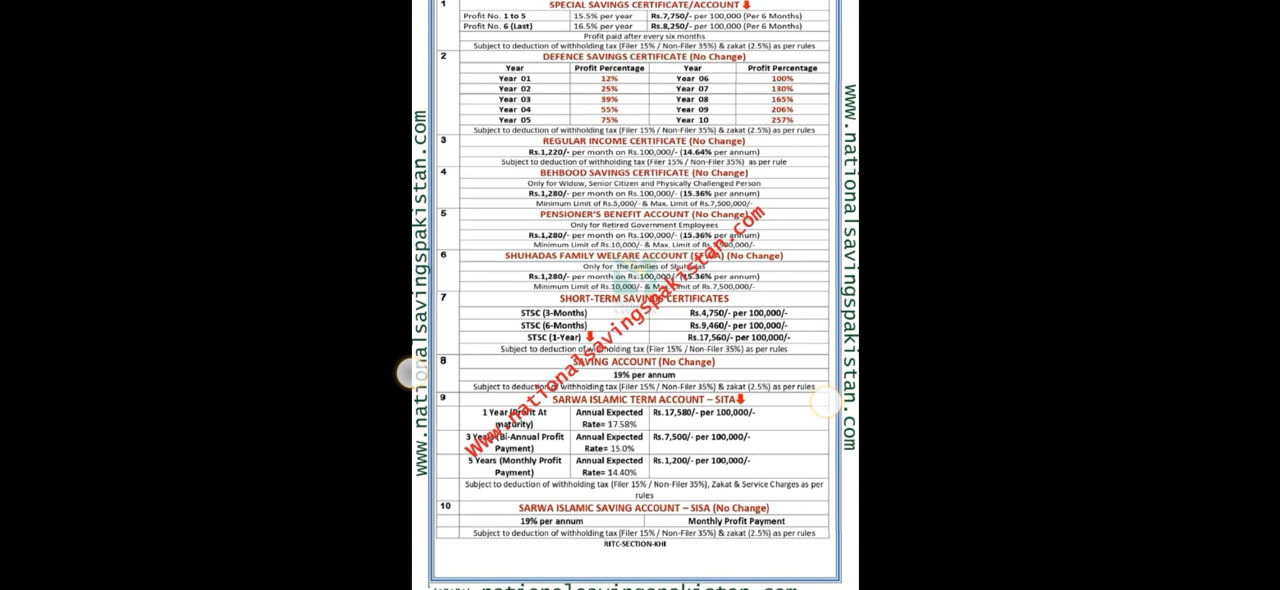 1 SPECIAL SAVINGS CERTIFICATE/ACCOUNT
Profit No. 1 to 5 15.5% per year Rs.7,750/- per 100,000 (Per 6 Months)
Profit No. 6 (Last) 16.5% per year Rs.8,250/- per 100,000 (Per 6 Months)
Profit paid after every six months
Subject to deduction of withholding tax (Filer 15% / Non-Filer 35%) & zakat (2.5%) as per rules
2 DEFENCE SAVINGS CERTIFICATE (No Change)
Year Profit Percentage Year Profit Percentage
Year 01 12% Year 06 100%
Year 02 25% Year 07 130%
Year 03 39% Year 08 165%
Year 04 55% Year 09 206%
Year 05 75% Year 10 257%
Subject to deduction of withholding tax (Filer 15% / Non-Filer 35%) & zakat (2.5%) as per rules
3 REGULAR INCOME CERTIFICATE (No Change)
Rs.1,220/- per month on Rs.100,000/- (14.64% per annum)
Subject to deduction of withholding tax (Filer 15% / Non-Filer 35%) as per rule
4 BEHBOOD SAVINGS CERTIFICATE (No Change)
Only for Widow, Senior Citizen and Physically Challenged Person
Rs.1,280/- per month on Rs.100,000/- (15.36% per annum)
Minimum Limit of Rs.5,000/- & Max. Limit of Rs.7,500,000/-
5 PENSIONER'S BENEFIT ACCOUNT (No Change)
Only for Retired Government Employees
Rs.1,280/- per month on Rs.100,000/- (15.36% per annum)
Minimum Limit of Rs.10,000/- & Max. Limit of
6 SHUHADAS FAMILY WELFARE ACCOUNT (SFWA) (No Change)
Only for the families of Shuhadas
Rs.1,280/- per month on Rs.100,000/- (15.36% per annum)
Minimum Limit of Rs.10,000/- & Max. Limit of Rs.7,500,000/-
7 SHORT-TERM SAVINGS CERTIFICATES
STSC (3-Months) Rs.4,750/- per 100,000/-
STSC (6-Months) Rs.9,460/- per 100,000/-
STSC (1-Year) Rs.17,560/- per 100,000/-
Subject to deduction of withholding tax (Filer 15% / Non-Filer 35%) as per rules
8 SAVING ACCOUNT (No Change)
19% per annum
Subject to deduction of withholding tax (Filer 15% / Non-Filer 35%) & zakat (2.5%) as per rules
9 SARWA ISLAMIC TERM ACCOUNT – SITA
1 Year (Profit At Annual Expected Rs.17,580/- per 100,000/-
maturity) Rate= 17.58%
3 Years (Bi-Annual Profit Annual Expected Rs.7,500/- per 100,000/-
Payment) Rate= 15.0%
5 Years (Monthly Profit Annual Expected Rs.1,200/- per 100,000/-
Payment) Rate= 14.40%
Subject to deduction of withholding tax (Filer 15% / Non-Filer 35%), Zakat & Service Charges as per
rules
10 SARWA ISLAMIC SAVING ACCOUNT – SISA (No Change)
19% per annum Monthly Profit Payment
Subject to deduction of withholding tax (Filer 15% / Non-Filer 35%) & zakat (2.5%) as per rules
RITC-SECTION-KHI
www.nationalsavingspakistan.com
www.nationalsavingspakistan.com
Www.nationalsavingspakistan.com
www.nationalsavingspakistan.com